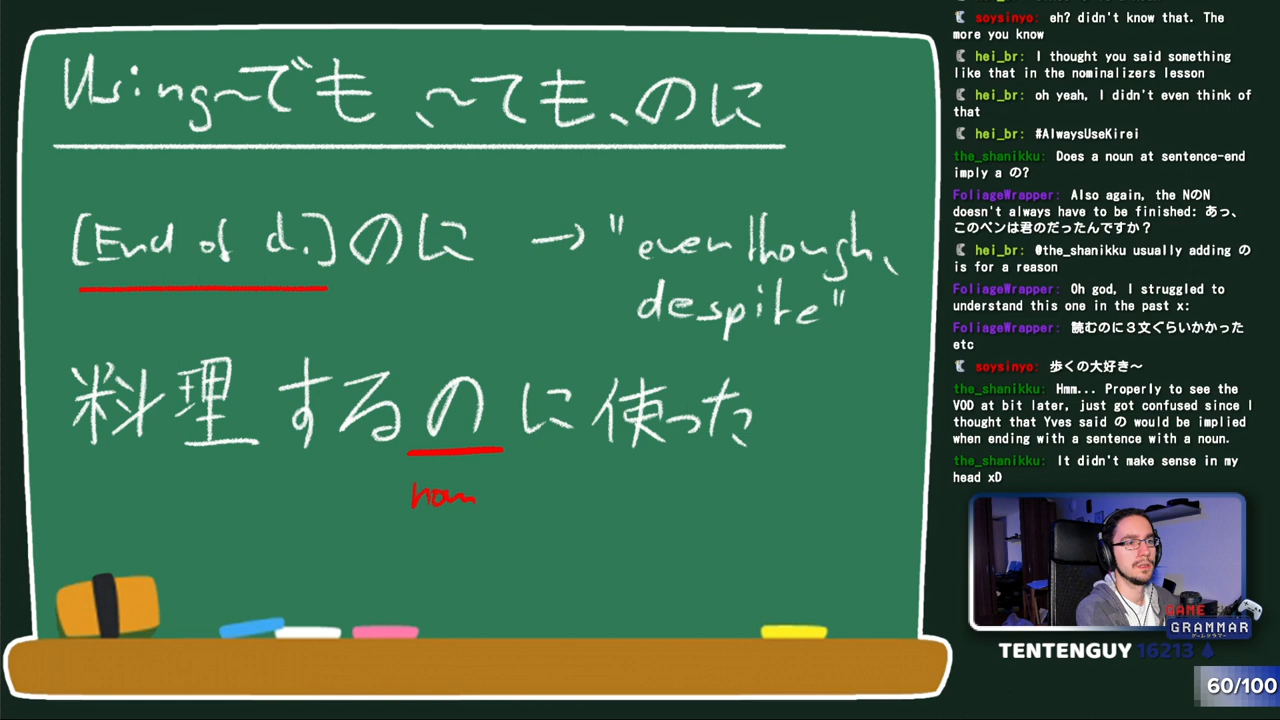 Using~でも、~ても、のに
[End of d.]のに → "even though,
despite"
料理するのに使った
noun
soysinyo: eh? didn't know that. The
more you know
hei_br: I thought you said something
like that in the nominalizers lesson
hei_br: oh yeah, I didn't even think of
that
hei_br: #AlwaysUseKirei
the_shanikku: Does a noun at sentence-end
imply a の?
FoliageWrapper: Also again, the NのN
doesn't always have to be finished: あっ、
このペンは君のだったんですか?
hei_br: @the_shanikku usually adding の
is for a reason
FoliageWrapper: Oh god, I struggled to
understand this one in the past x:
FoliageWrapper: 読むのに３文ぐらいかかった
etc
soysinyo: 歩くの大好き～
the_shanikku: Hmm... Properly to see the
VOD at bit later, just got confused since I
thought that Yves said の would be implied
when ending with a sentence with a noun.
the_shanikku: It didn't make sense in my
head xD
GAME
GRAMMAR
ゲームグラマー
TENTENGUY 16213
60/100